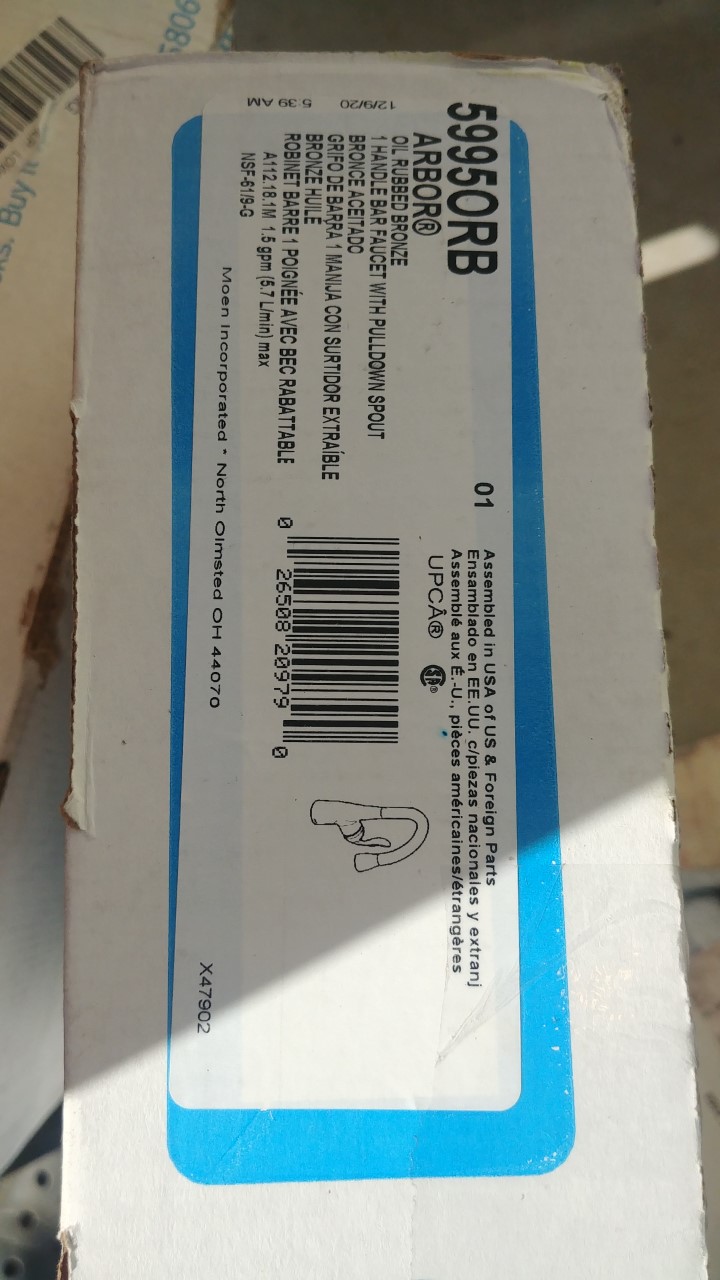 5995ORB
ARBOR®
OIL RUBBED BRONZE
1 HANDLE BAR FAUCET WITH PULLDOWN SPOUT
BRONCE ACEITADO
GRIFO DE BARRA 1 MANIJA CON SURTIDOR EXTRAÍBLE
BRONZE HUILE
ROBINET BARRE 1 POIGNÉE AVEC BEC RABATTABLE
A112.18.1M 1.5 gpm (5.7 L/min) max
NSF-61/9-G
12/9/20 5:39 AM
01
Assembled in USA of US & Foreign Parts
Ensamblado en EE.UU. c/piezas nacionales y extranj
Assemblé aux É.-U., pièces américaines/étrangères
UPCÂ®
0 26508 20979 0
Moen Incorporated * North Olmsted OH 44070
X47902